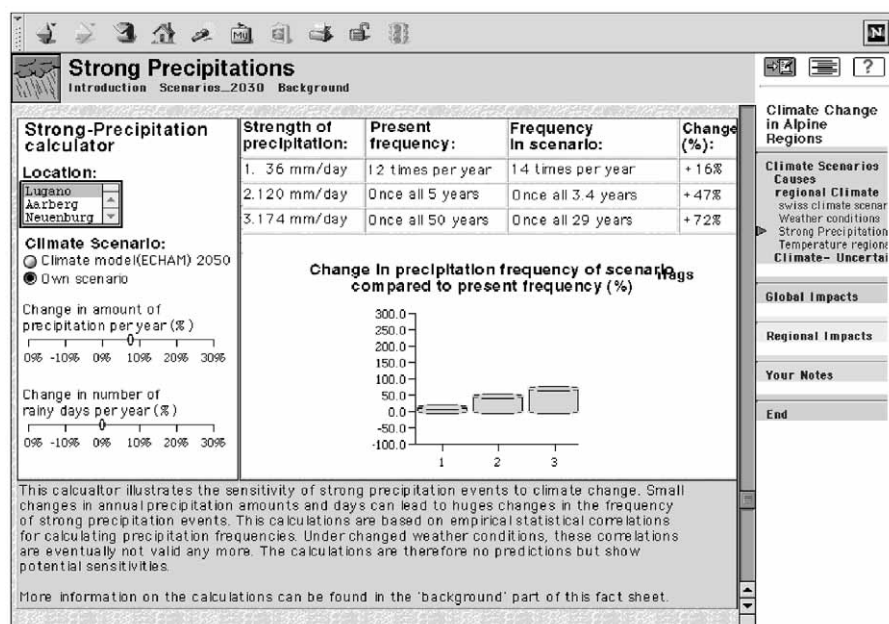 My
N
Strong Precipitations
Introduction Scenarios_2030 Background
Strong-Precipitation
calculator
Location:
Lugano
Aarberg
Neuenburg
Climate Scenario:
Climate model(ECHAM) 2050
Own scenario
Change in amount of
precipitation per year (%)
0% -10% 0% 10% 20% 30%
Change in number of
rainy days per year (%)
0% -10% 0% 10% 20% 30%
Strength of precipitation: Present frequency: Frequency in scenario: Change (%):
1. 36 mm/day 12 times per year 14 times per year +16%
2.120 mm/day Once all 5 years Once all 3.4 years +47%
3.174 mm/day Once all 50 years Once all 29 years +72%
Change in precipitation frequency of scenario
compared to present frequency (%)
300.0
250.0
200.0
150.0
100.0
50.0
0.0
-50.0
-100.0
1 2 3
This calcualtor illustrates the sensitivity of strong precipitation events to climate change. Small
changes in annual precipitation amounts and days can lead to huges changes in the frequency
of strong precipitation events. This calculations are based on empirical statistical correlations
for calculating precipitation frequencies. Under changed weather conditions, these correlations
are eventually not valid any more. The calculations are therefore no predictions but show
potential sensitivities.
More information on the calculations can be found in the 'background' part of this fact sheet.
?
Climate Change
in Alpine
Regions
Climate Scenarios
Causes
regional Climate
swiss climate scenar
Weather conditions
Strong Precipitation
Temperature regions
Climate- Uncertai
Global Impacts
Regional Impacts
Your Notes
End